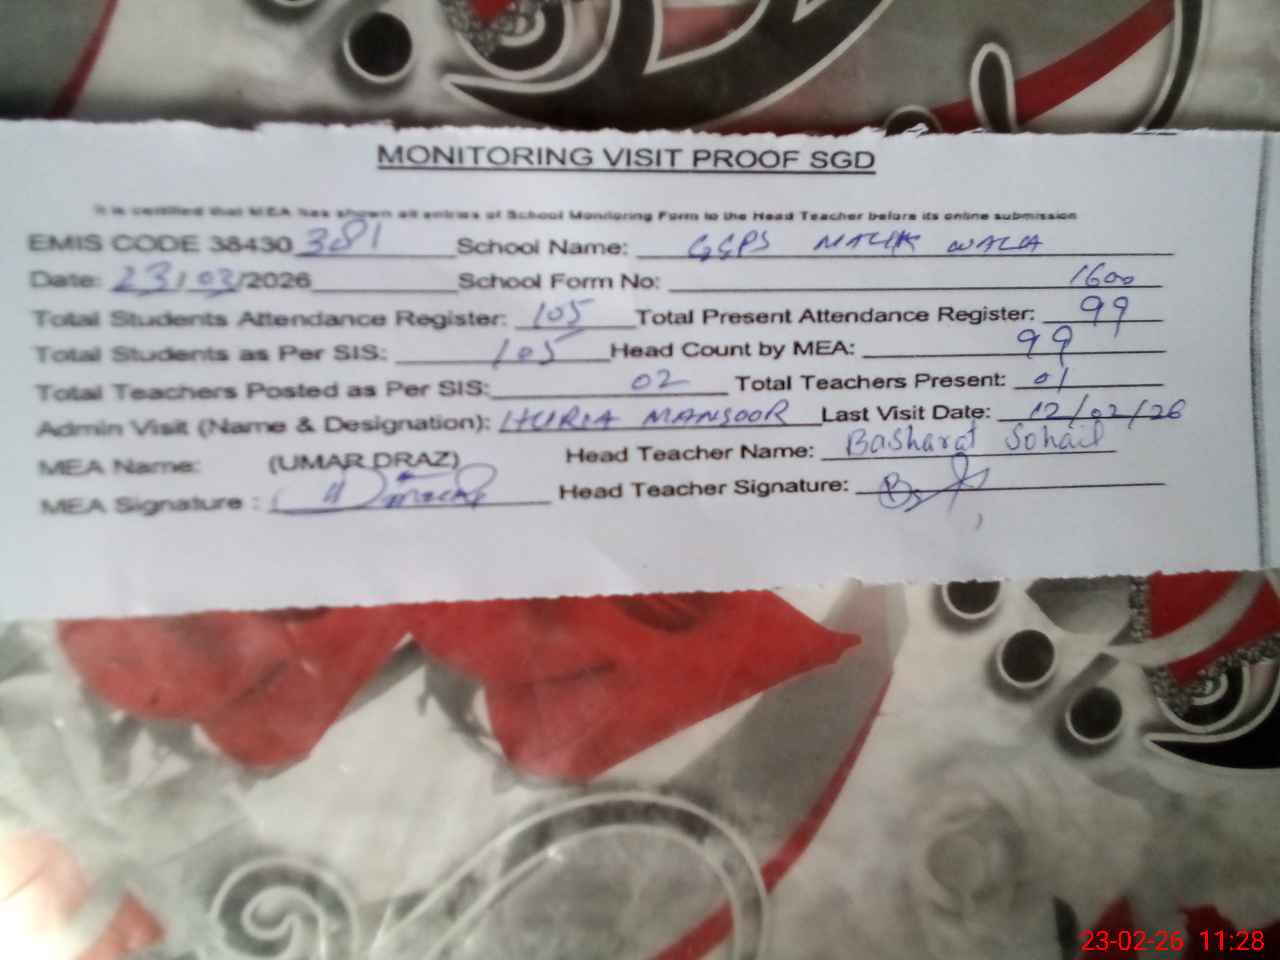 MONITORING VISIT PROOF SGD
It is certified that MEA has shown all entries of School Monitoring Form to the Head Teacher before its online submission
EMIS CODE 38430 381 School Name: GGPS MALIK WALA
Date: 23/03/2026 School Form No: 1600
Total Students Attendance Register: 105 Total Present Attendance Register: 99
Total Students as Per SIS: 105 Head Count by MEA: 99
Total Teachers Posted as Per SIS: 02 Total Teachers Present: 01
Admin Visit (Name & Designation): HURIA MANSOOR Last Visit Date: 12/02/26
MEA Name: (UMAR DRAZ) Head Teacher Name: Basharat Sohail
MEA Signature : Head Teacher Signature:
23-02-26 11:28